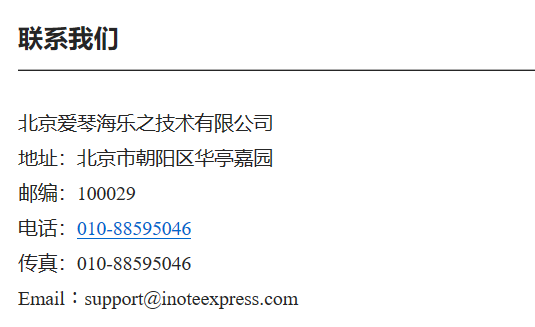 联系我们
北京爱琴海乐之技术有限公司
地址：北京市朝阳区华亭嘉园
邮编：100029
电话：010-88595046
传真：010-88595046
Email：support@inoteexpress.com